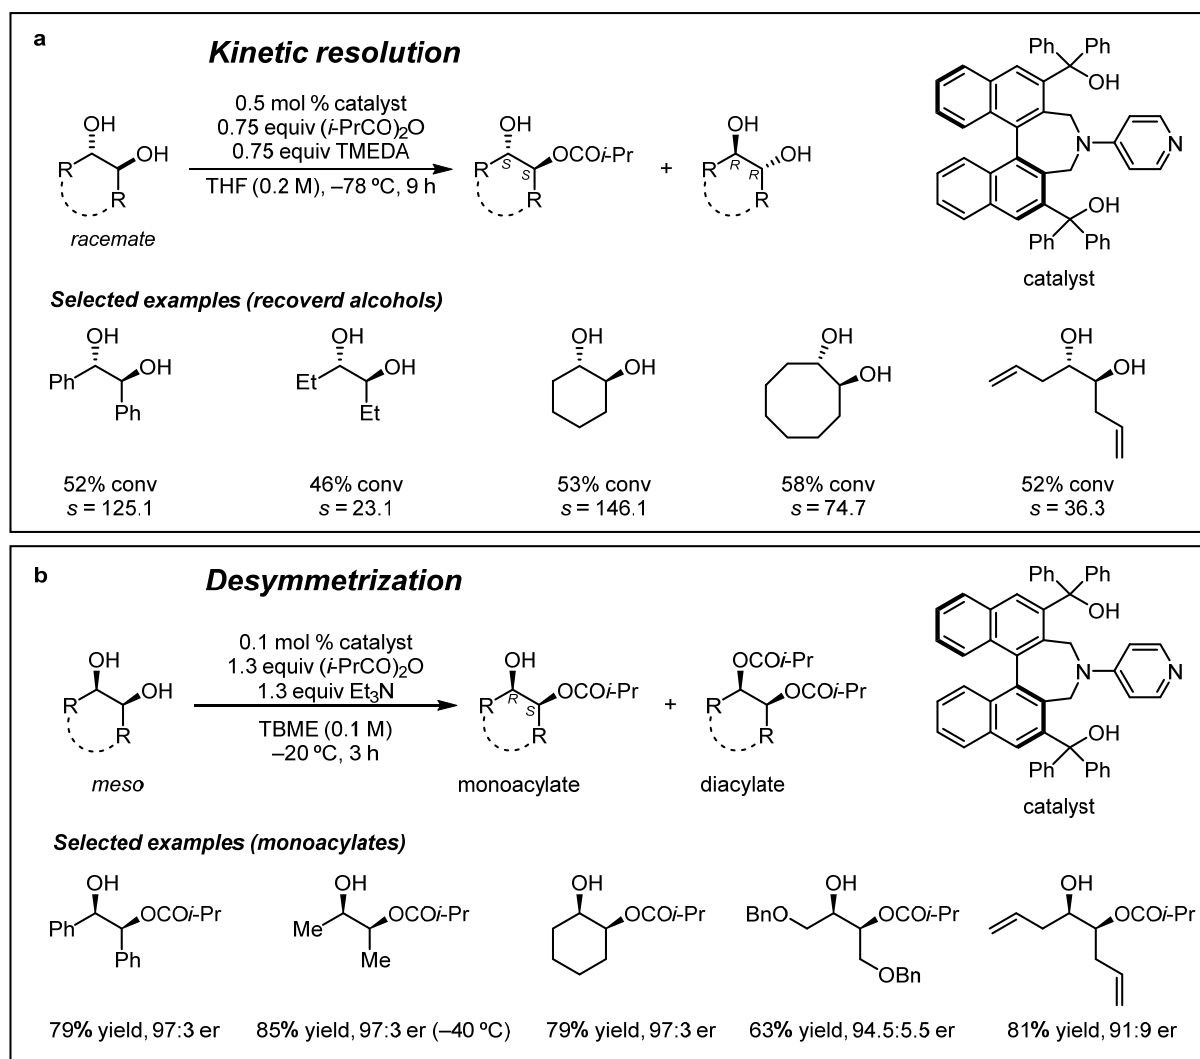 a
Kinetic resolution
0.5 mol % catalyst
0.75 equiv (i-PrCO)2O
0.75 equiv TMEDA
THF (0.2 M), –78 ºC, 9 h
OH
OH
R
R
racemate
OH
S
S
OCOi-Pr
R
R
+
OH
R
R
OH
R
R
Ph Ph
OH
N
N
OH
Ph Ph
catalyst
Selected examples (recoverd alcohols)
OH
OH
Ph
Ph
52% conv
s = 125.1
OH
OH
Et
Et
46% conv
s = 23.1
OH
OH
53% conv
s = 146.1
OH
OH
58% conv
s = 74.7
OH
OH
52% conv
s = 36.3
b
Desymmetrization
0.1 mol % catalyst
1.3 equiv (i-PrCO)2O
1.3 equiv Et3N
TBME (0.1 M)
–20 ºC, 3 h
OH
OH
R
R
meso
OH
R
S
OCOi-Pr
R
R
monoacylate
+
OCOi-Pr
OCOi-Pr
R
R
diacylate
Ph Ph
OH
N
N
OH
Ph Ph
catalyst
Selected examples (monoacylates)
OH
OCOi-Pr
Ph
Ph
79% yield, 97:3 er
OH
OCOi-Pr
Me
Me
85% yield, 97:3 er (–40 ºC)
OH
OCOi-Pr
79% yield, 97:3 er
OH
BnO
OCOi-Pr
OBn
63% yield, 94.5:5.5 er
OH
OCOi-Pr
81% yield, 91:9 er